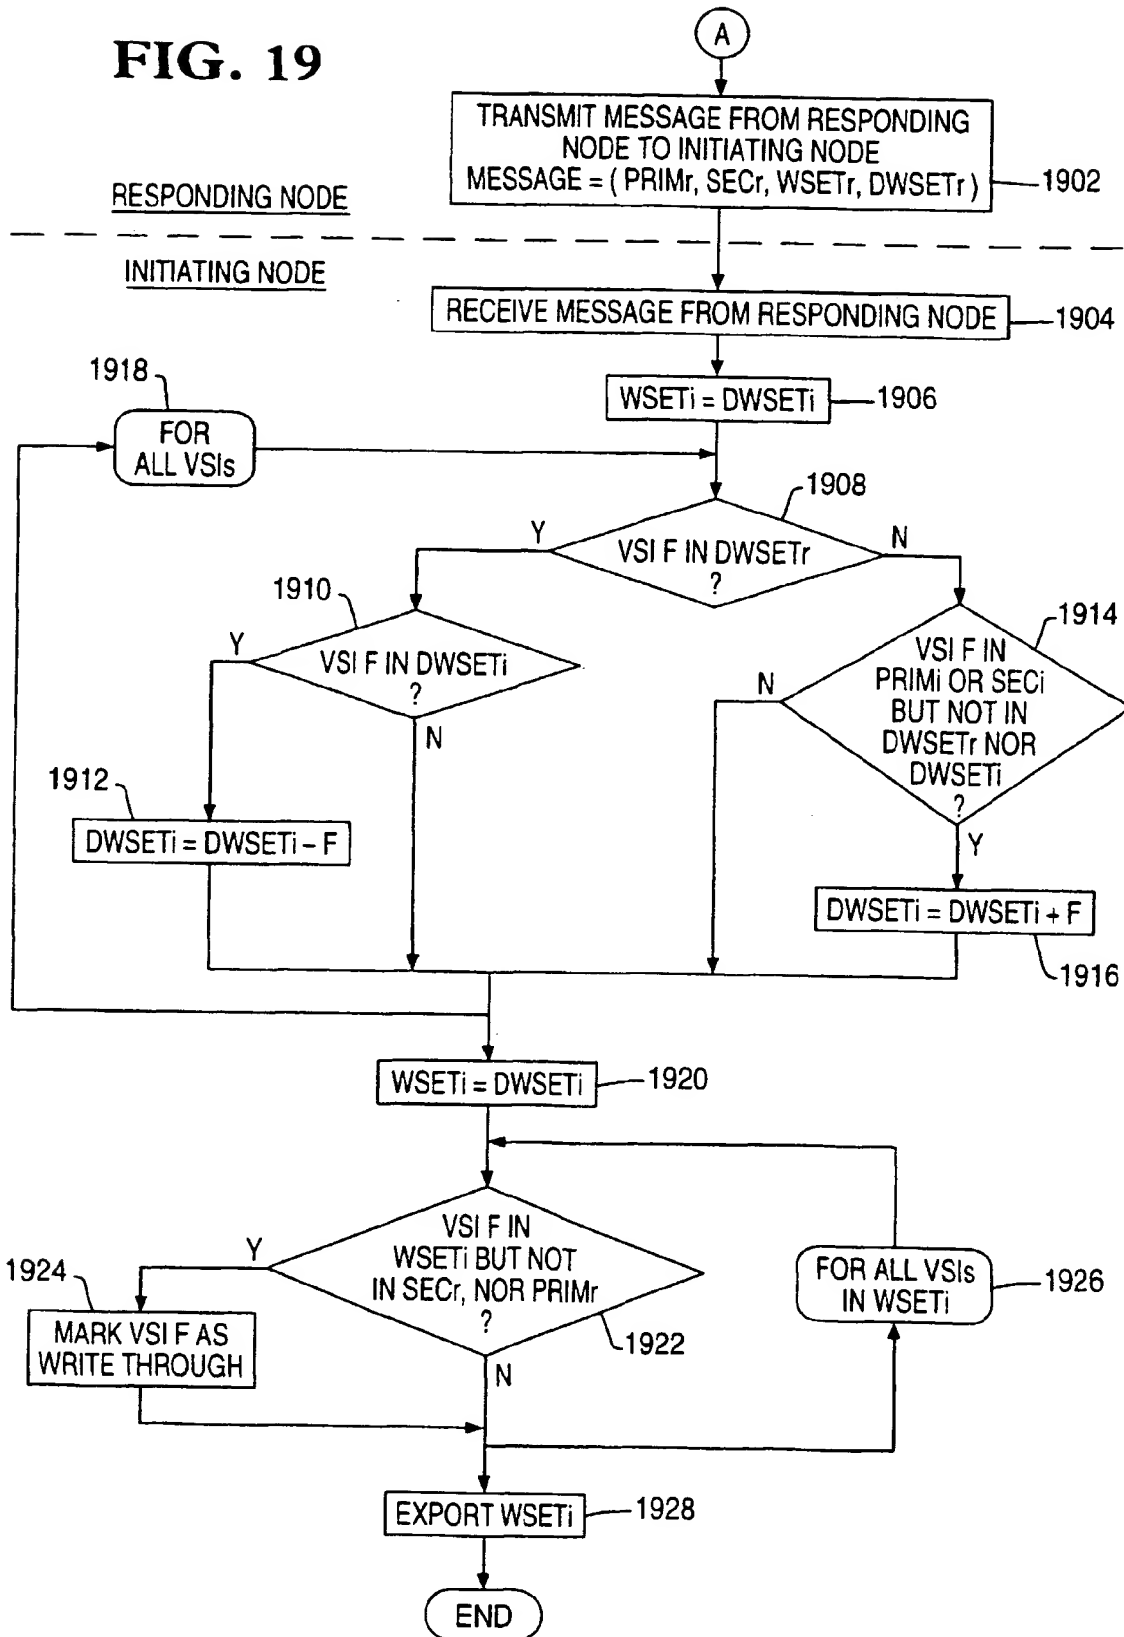 FIG. 19
A
TRANSMIT MESSAGE FROM RESPONDING
NODE TO INITIATING NODE
MESSAGE = ( PRIMr, SECr, WSETr, DWSETr )
1902
RESPONDING NODE
INITIATING NODE
RECEIVE MESSAGE FROM RESPONDING NODE
1904
1918
WSETi = DWSETi
1906
FOR
ALL VSIs
1908
Y
VSI F IN DWSETr
?
N
1910
1914
Y
VSI F IN DWSETi
?
N
N
VSI F IN
PRIMi OR SECi
BUT NOT IN
DWSETr NOR
DWSETi
?
Y
1912
DWSETi = DWSETi – F
DWSETi = DWSETi + F
1916
WSETi = DWSETi
1920
Y
VSI F IN
WSETi BUT NOT
IN SECr, NOR PRIMr
?
1922
N
1924
MARK VSI F AS
WRITE THROUGH
FOR ALL VSIs
IN WSETi
1926
EXPORT WSETi
1928
END